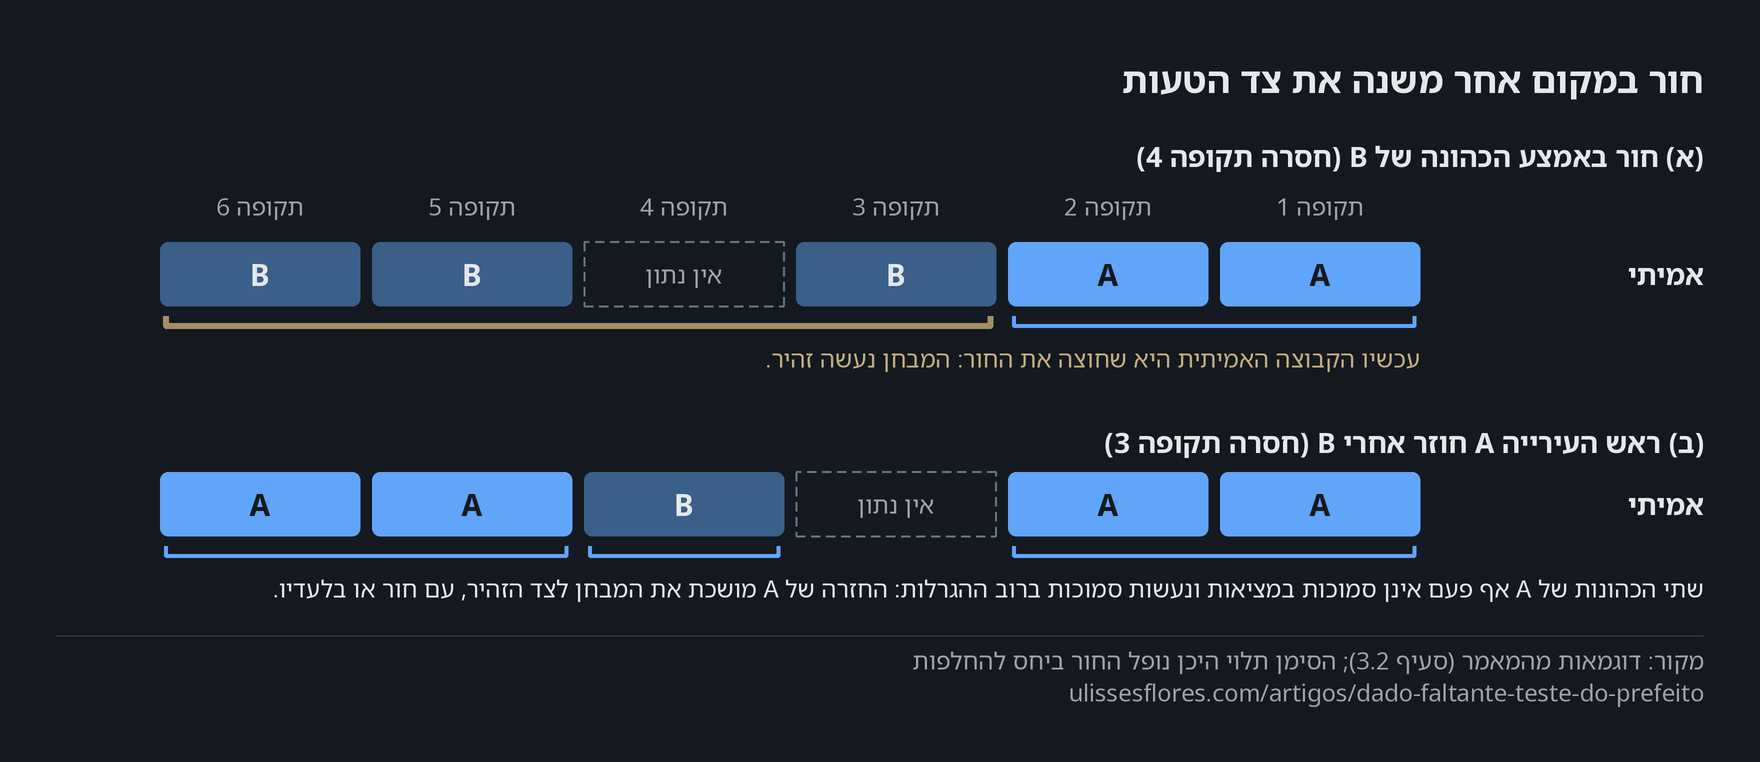 חור במקום אחר משנה את צד הטעות
(א) חור באמצע הכהונה של B (חסרה תקופה 4)
תקופה 1 תקופה 2 תקופה 3 תקופה 4 תקופה 5 תקופה 6
אמיתי A A B אין נתון B B
עכשיו הקבוצה האמיתית היא שחוצה את החור: המבחן נעשה זהיר.
(ב) ראש העירייה A חוזר אחרי B (חסרה תקופה 3)
אמיתי A A אין נתון B A A
שתי הכהונות של A אף פעם אינן סמוכות במציאות ונעשות סמוכות ברוב ההגרלות: החזרה של A מושכת את המבחן לצד הזהיר, עם חור או בלעדיו.
מקור: דוגמאות מהמאמר (סעיף 3.2); הסימן תלוי היכן נופל החור ביחס להחלפות
ulissesflores.com/artigos/dado-faltante-teste-do-prefeito